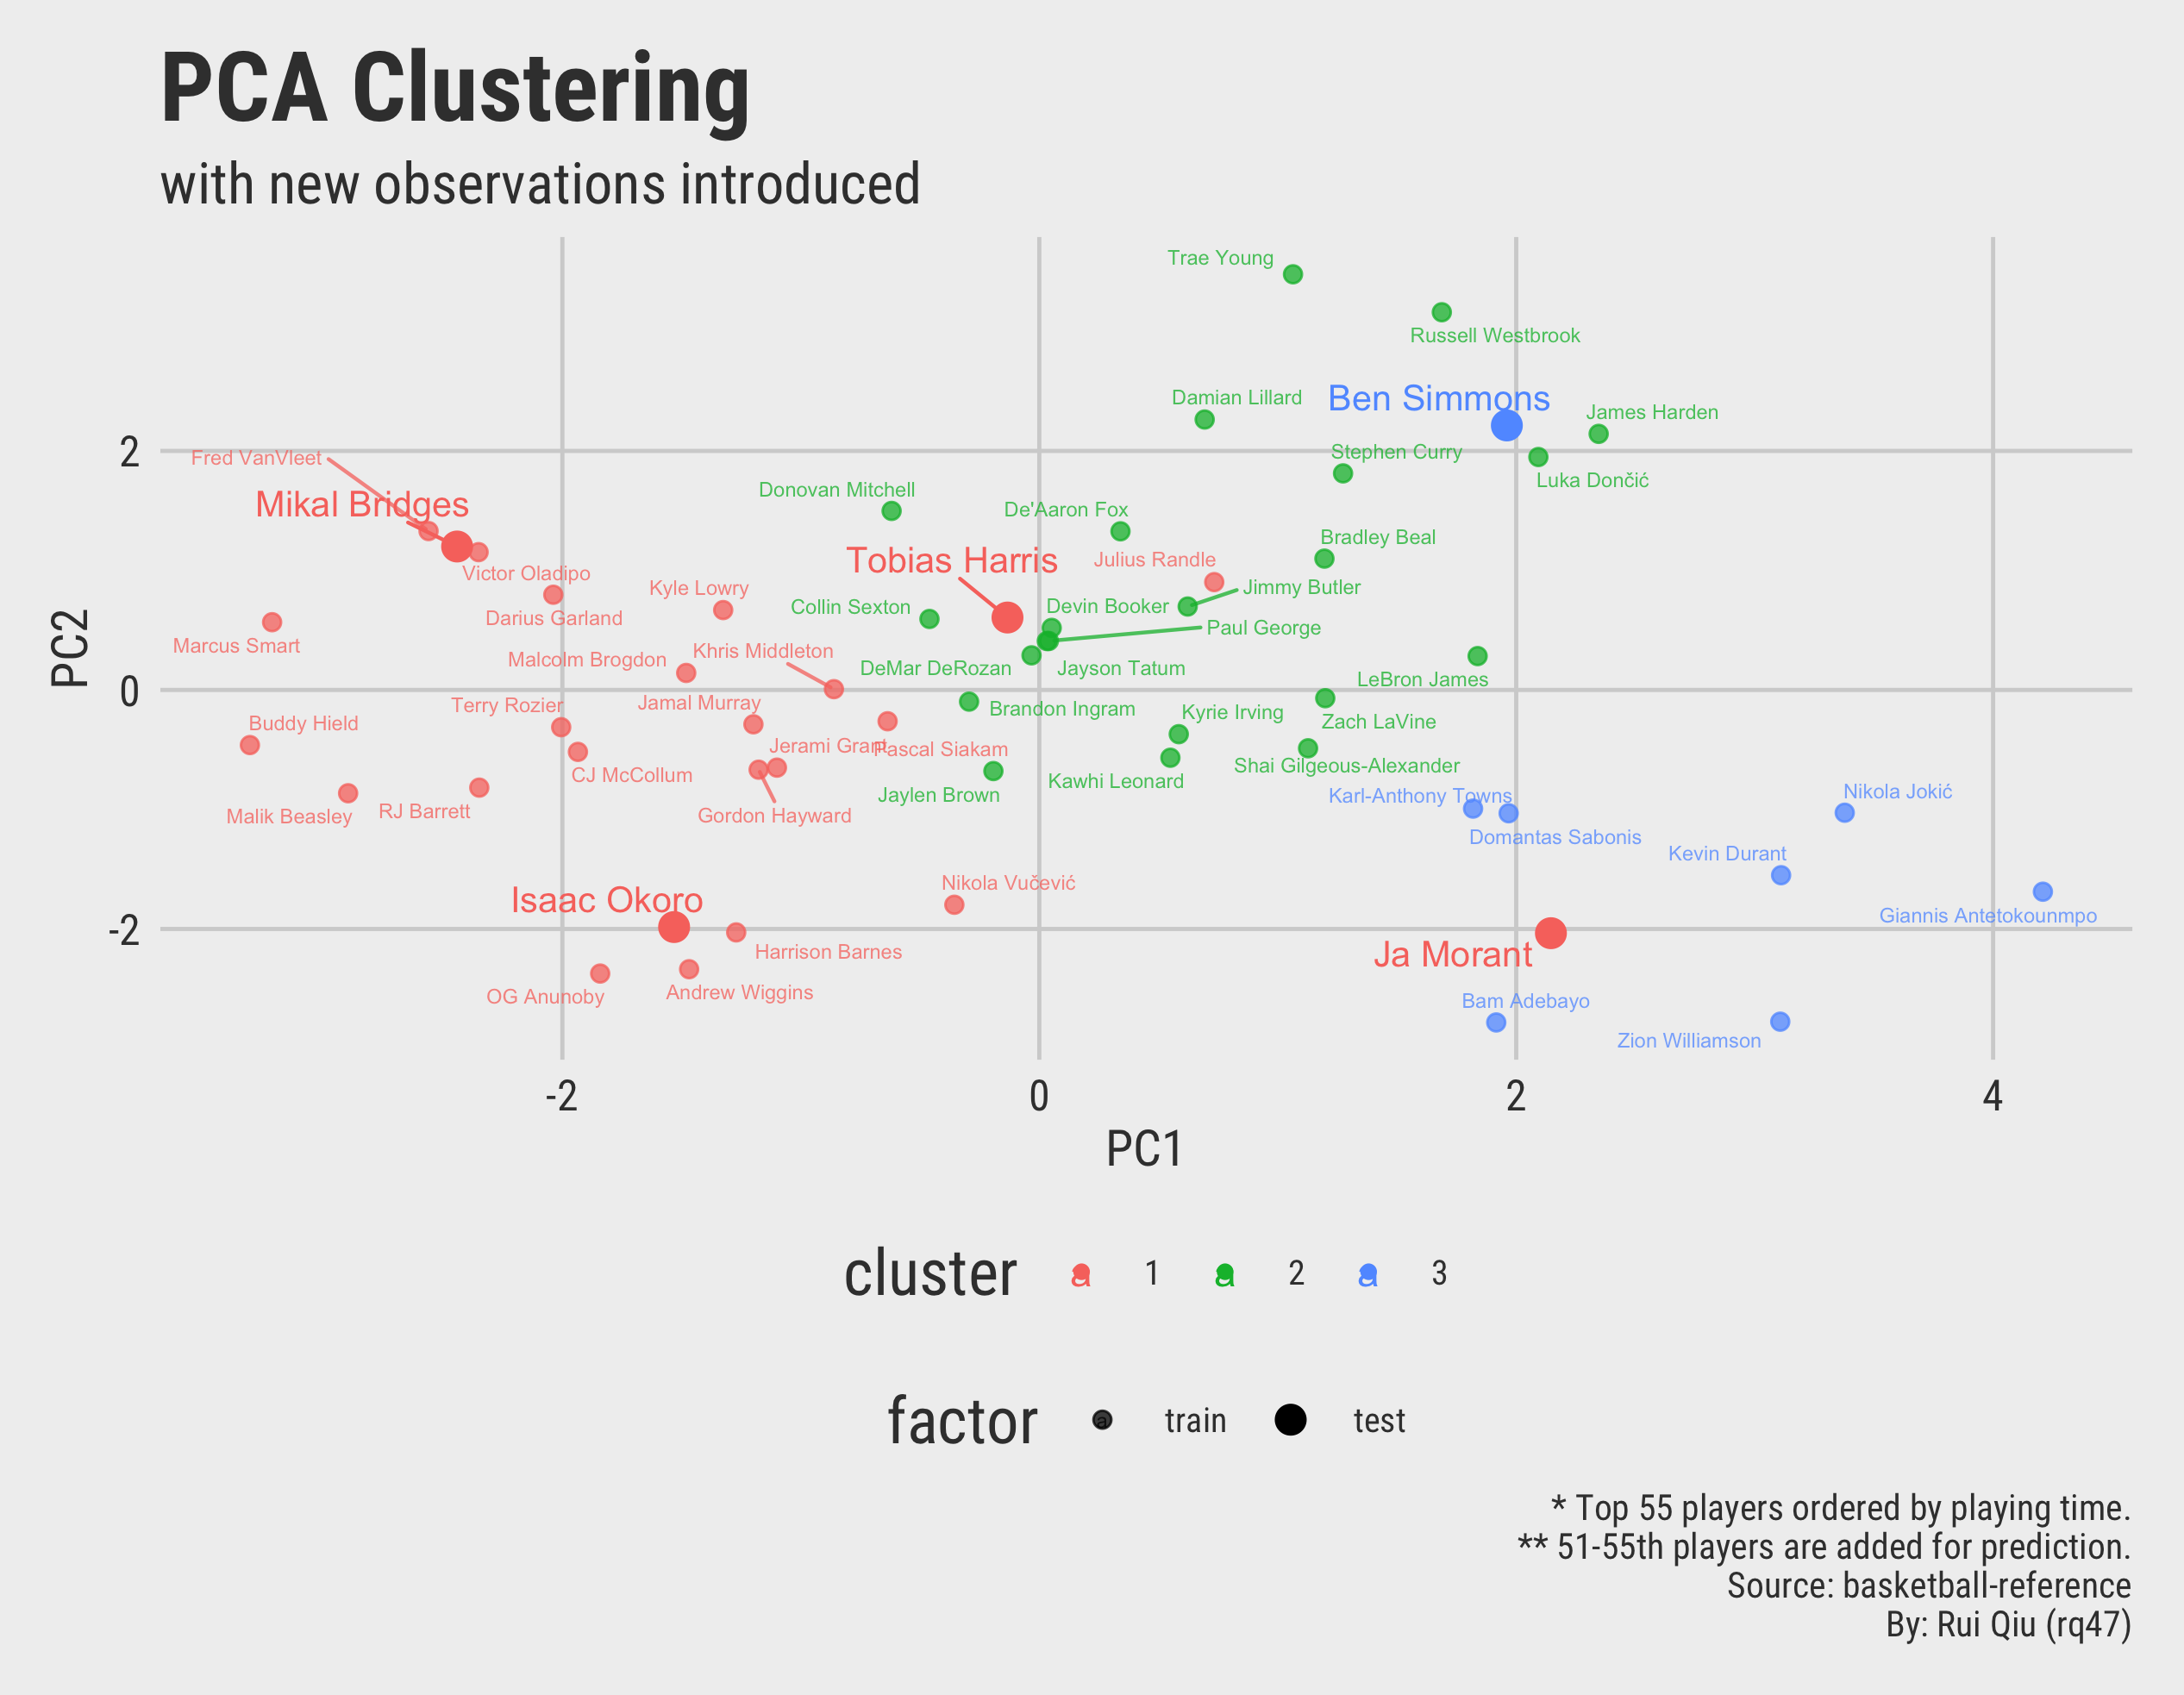 PCA Clustering
with new observations introduced
Trae Young
Russell Westbrook
Damian Lillard
Ben Simmons
James Harden
2
Fred VanVleet
Stephen Curry
Luka Dončić
Mikal Bridges
Donovan Mitchell
De'Aaron Fox
Bradley Beal
Tobias Harris
Julius Randle
Victor Oladipo
Kyle Lowry
Jimmy Butler
Collin Sexton
Devin Booker
PC2
Darius Garland
Paul George
Marcus Smart
Malcolm Brogdon
Khris Middleton
DeMar DeRozan
Jayson Tatum
LeBron James
0
Terry Rozier
Jamal Murray
Brandon Ingram
Kyrie Irving
Zach LaVine
Buddy Hield
Jerami Grant
Pascal Siakam
Shai Gilgeous-Alexander
CJ McCollum
Kawhi Leonard
Jaylen Brown
Karl-Anthony Towns
Nikola Jokić
Malik Beasley
RJ Barrett
Gordon Hayward
Domantas Sabonis
Kevin Durant
Nikola Vučević
Isaac Okoro
Giannis Antetokounmpo
-2
Harrison Barnes
Ja Morant
OG Anunoby
Andrew Wiggins
Bam Adebayo
Zion Williamson
-2 0 2 4
PC1
cluster a 1 a 2 a 3
factor a train test
* Top 55 players ordered by playing time.
** 51-55th players are added for prediction.
Source: basketball-reference
By: Rui Qiu (rq47)